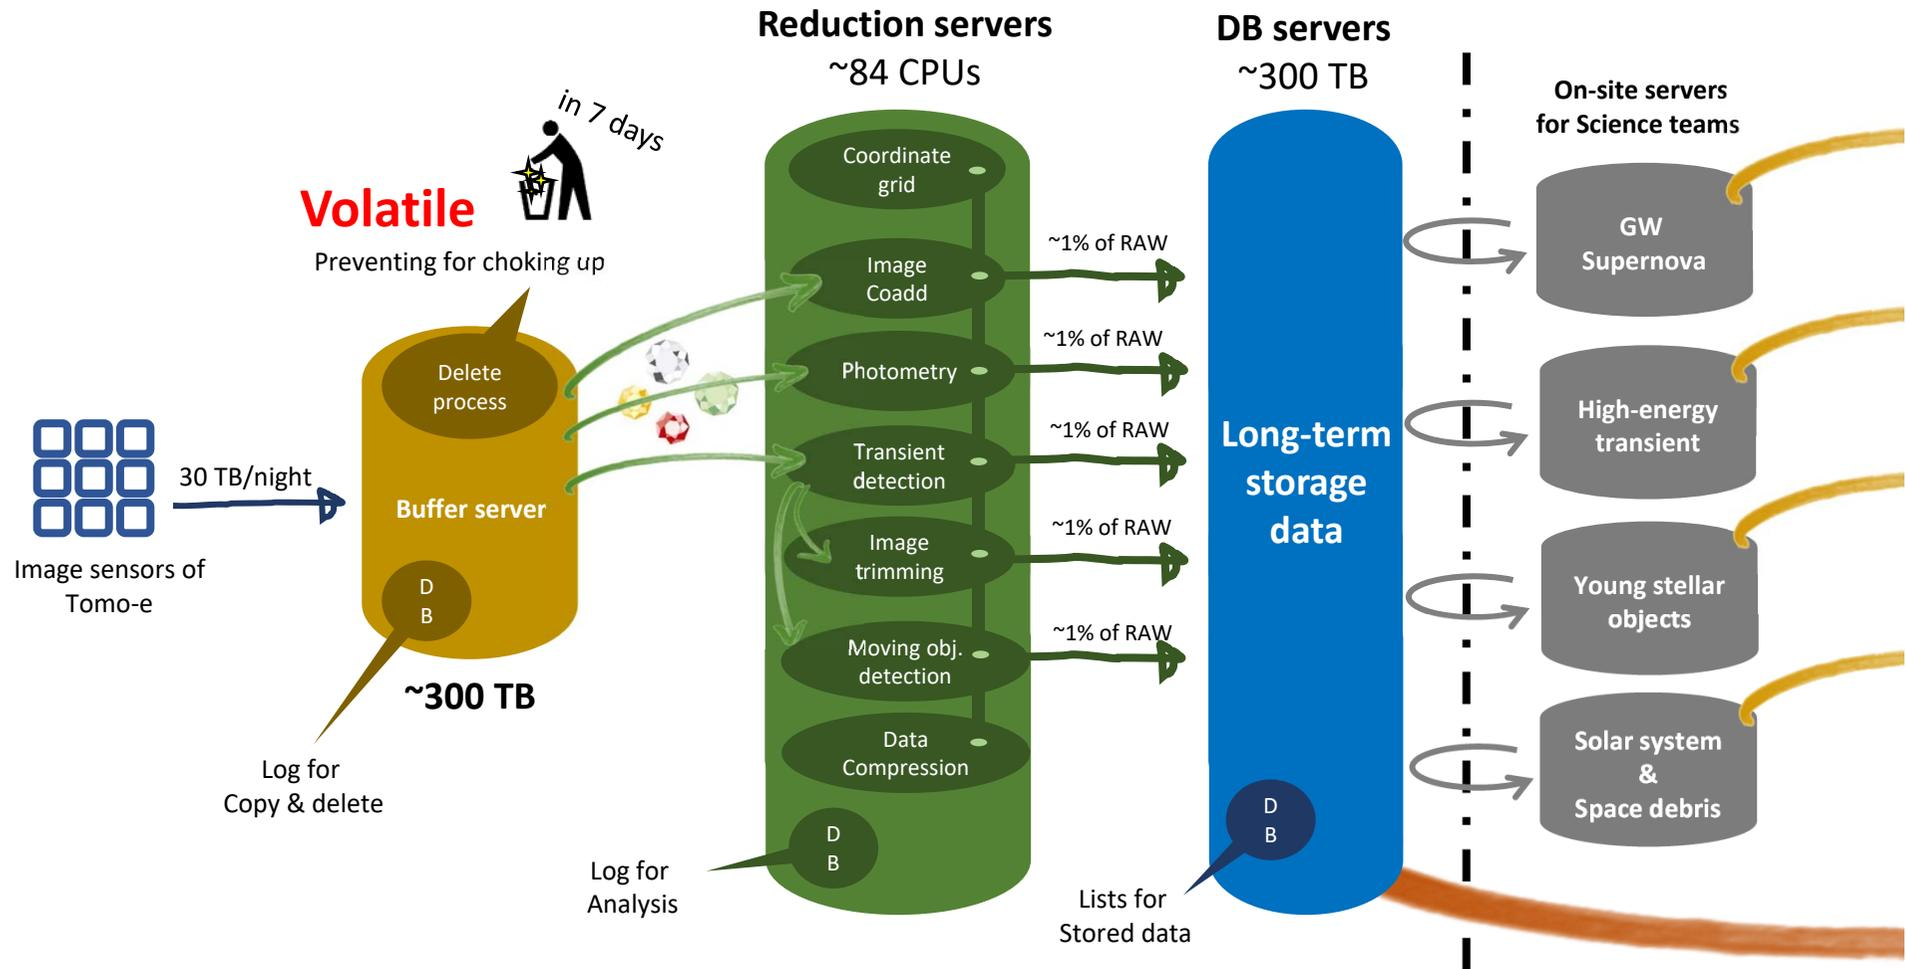 Reduction servers
~84 CPUs
DB servers
~300 TB
On-site servers
for Science teams
in 7 days
Volatile
Preventing for choking up
Delete
process
Buffer server
D
B
~300 TB
Log for
Copy & delete
30 TB/night
Image sensors of
Tomo-e
Coordinate
grid
Image
Coadd
Photometry
Transient
detection
Image
trimming
Moving obj.
detection
Data
Compression
D
B
Log for
Analysis
~1% of RAW
~1% of RAW
~1% of RAW
~1% of RAW
~1% of RAW
Long-term
storage
data
D
B
Lists for
Stored data
GW
Supernova
High-energy
transient
Young stellar
objects
Solar system
&
Space debris